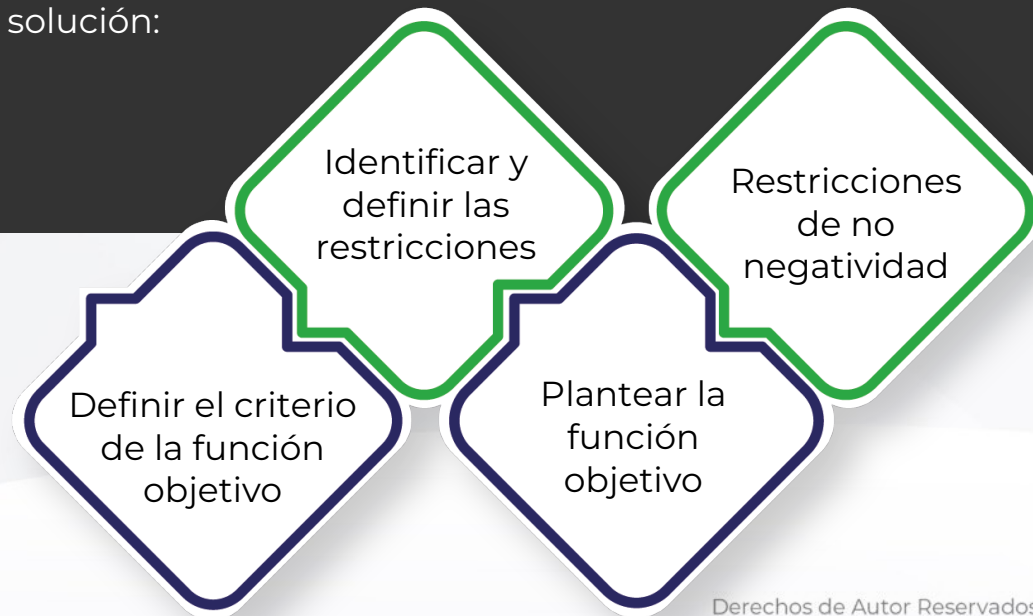 solución:
Definir el criterio
de la función
objetivo
Identificar y
definir las
restricciones
Plantear la
función
objetivo
Restricciones
de no
negatividad
Derechos de Autor Reservados